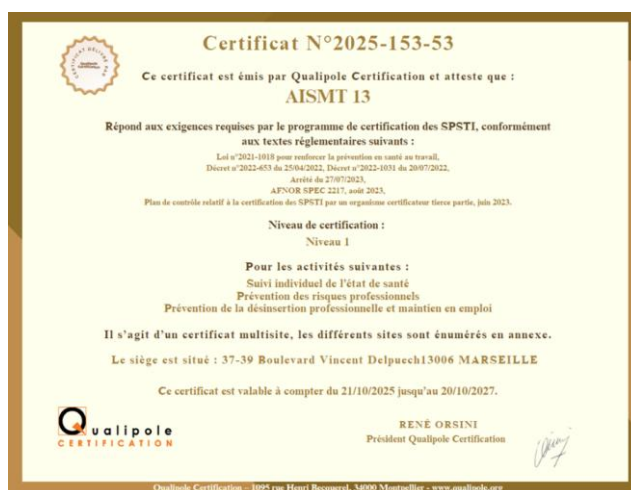 CERTIFICAT DÉLIVRÉ PAR
Qualipole
Certification
Certificat N°2025-153-53
Ce certificat est émis par Qualipole Certification et atteste que :
AISMT 13
Répond aux exigences requises par le programme de certification des SPSTI, conformément
aux textes réglementaires suivants :
Loi n°2021-1018 pour renforcer la prévention en santé au travail,
Décret n°2022-653 du 25/04/2022, Décret n°2022-1031 du 20/07/2022,
Arrêté du 27/07/2023,
AFNOR SPEC 2217, août 2023,
Plan de contrôle relatif à la certification des SPSTI par un organisme certificateur tierce partie, juin 2023.
Niveau de certification :
Niveau 1
Pour les activités suivantes :
Suivi individuel de l'état de santé
Prévention des risques professionnels
Prévention de la désinsertion professionnelle et maintien en emploi
Il s'agit d'un certificat multisite, les différents sites sont énumérés en annexe.
Le siège est situé : 37-39 Boulevard Vincent Delpuech13006 MARSEILLE
Ce certificat est valable à compter du 21/10/2025 jusqu'au 20/10/2027.
Qualipole
CERTIFICATION
RENÉ ORSINI
Président Qualipole Certification
Qualipole Certification – 1095 rue Henri Becquerel, 34000 Montpellier - www.qualipole.org